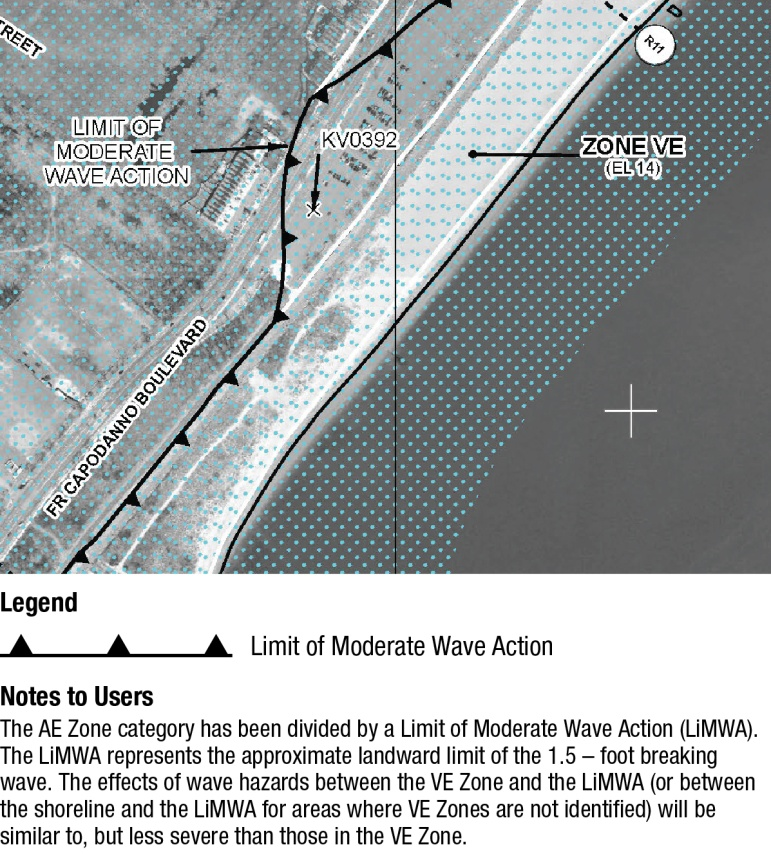 STREET
D
R11
LIMIT OF
MODERATE
WAVE ACTION
KV0392
ZONE VE
(EL 14)
FR CAPODANNO BOULEVARD
Legend
Limit of Moderate Wave Action
Notes to Users
The AE Zone category has been divided by a Limit of Moderate Wave Action (LiMWA).
The LiMWA represents the approximate landward limit of the 1.5 – foot breaking
wave. The effects of wave hazards between the VE Zone and the LiMWA (or between
the shoreline and the LiMWA for areas where VE Zones are not identified) will be
similar to, but less severe than those in the VE Zone.